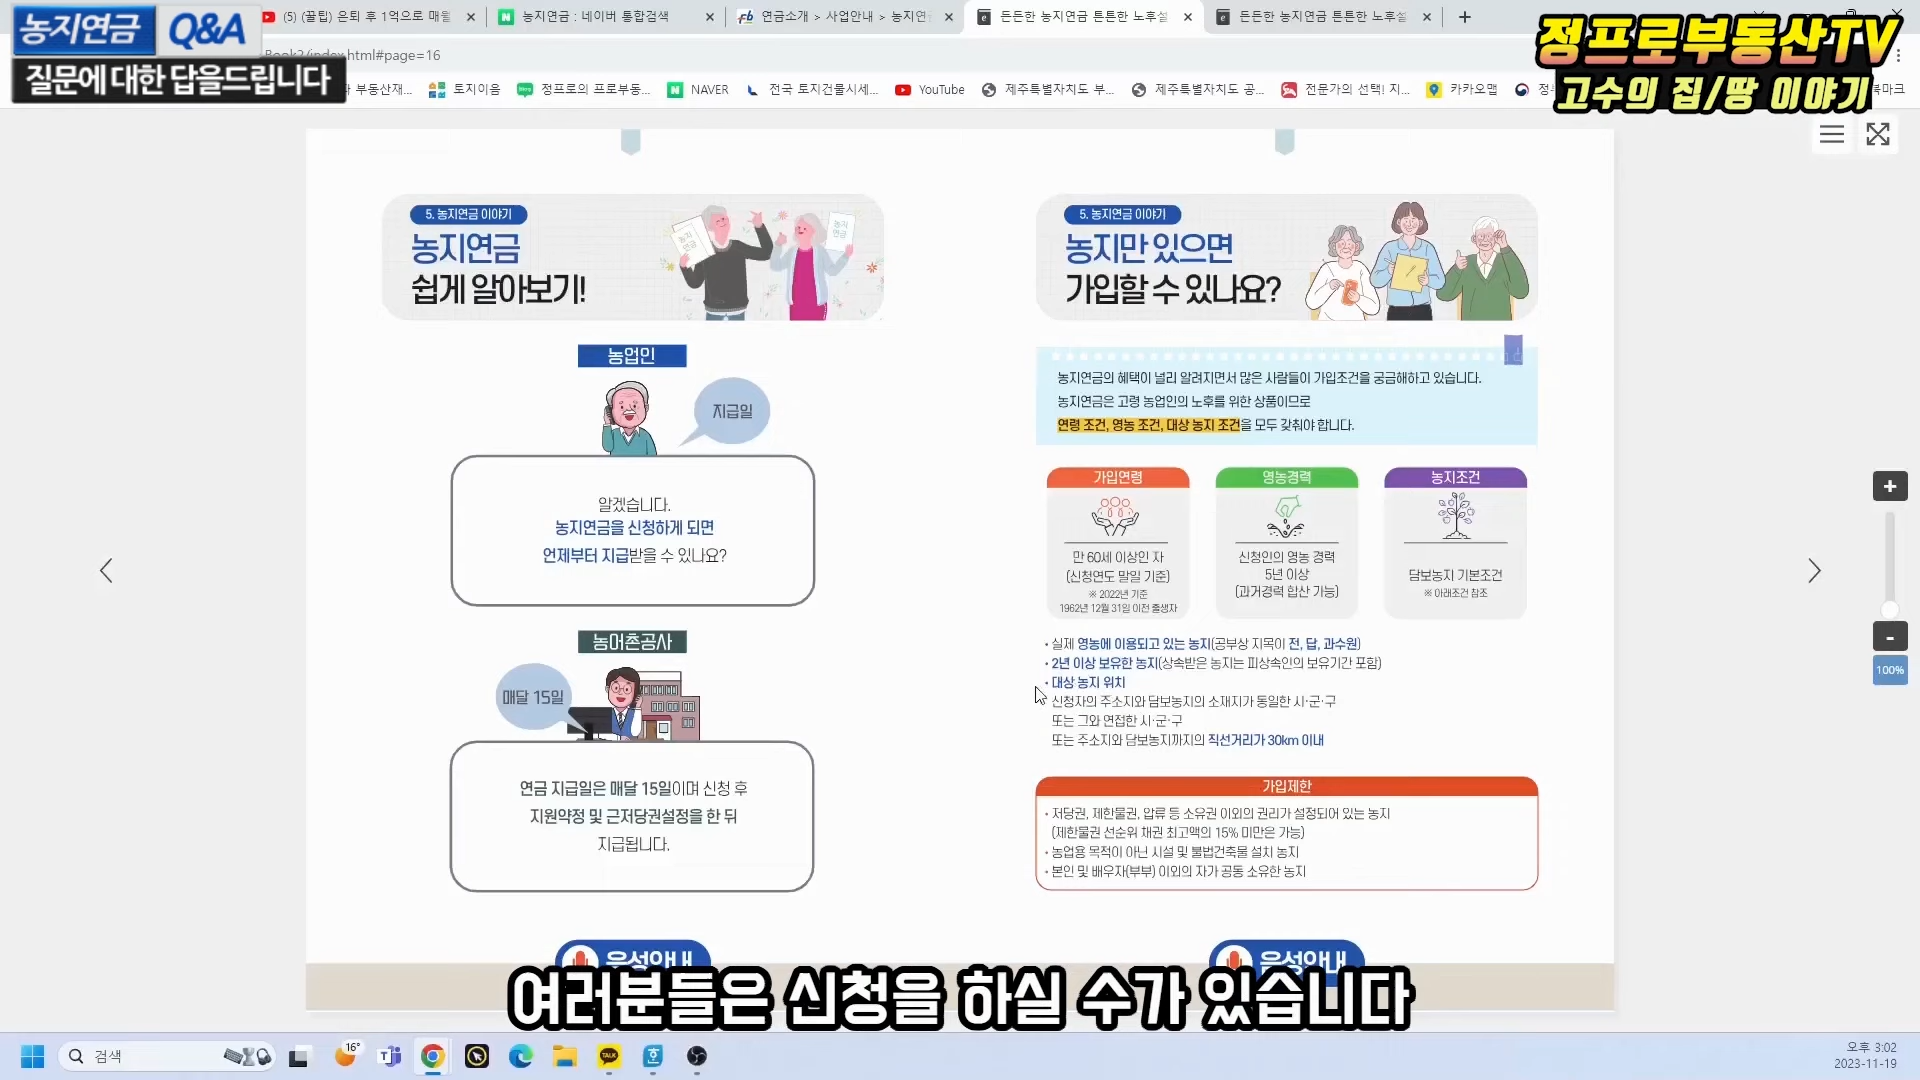 농지연금 Q&A
질문에 대한 답을드립니다
정프로부동산TV
고수의 집/땅 이야기
(5) (꿀팁) 은퇴 후 1억으로 매월
농지연금 : 네이버 통합검색
연금소개 > 사업안내 > 농지연금
든든한 농지연금 튼튼한 노후설
든든한 농지연금 튼튼한 노후설
Book2/index.html#page=16
부동산재...
토지이음
정프로의 프로부동...
NAVER
전국 토지건물시세...
YouTube
제주특별자치도 부...
제주특별자치도 공...
전문가의 선택! 지...
카카오맵
북마크
5. 농지연금 이야기
농지연금
쉽게 알아보기!
농지연금
농지연금
농업인
지급일
알겠습니다.
농지연금을 신청하게 되면
언제부터 지급받을 수 있나요?
농어촌공사
매달 15일
연금 지급일은 매달 15일이며 신청 후
지원약정 및 근저당권설정을 한 뒤
지급됩니다.
음성안내
5. 농지연금 이야기
농지만 있으면
가입할 수 있나요?
농지연금의 혜택이 널리 알려지면서 많은 사람들이 가입조건을 궁금해하고 있습니다.
농지연금은 고령 농업인의 노후를 위한 상품이므로
연령 조건, 영농 조건, 대상 농지 조건을 모두 갖춰야 합니다.
가입연령
만 60세 이상인 자
(신청연도 말일 기준)
※ 2022년 기준
1962년 12월 31일 이전 출생자
영농경력
신청인의 영농 경력
5년 이상
(과거경력 합산 가능)
농지조건
담보농지 기본조건
※ 아래조건 참조
• 실제 영농에 이용되고 있는 농지(공부상 지목이 전, 답, 과수원)
• 2년 이상 보유한 농지(상속받은 농지는 피상속인의 보유기간 포함)
• 대상 농지 위치
신청자의 주소지와 담보농지의 소재지가 동일한 시·군·구
또는 그와 연접한 시·군·구
또는 주소지와 담보농지까지의 직선거리가 30km 이내
가입제한
• 저당권, 제한물권, 압류 등 소유권 이외의 권리가 설정되어 있는 농지
(제한물권 선순위 채권 최고액의 15% 미만은 가능)
• 농업용 목적이 아닌 시설 및 불법건축물 설치 농지
• 본인 및 배우자(부부) 이외의 자가 공동 소유한 농지
음성안내
+
-
100%
여러분들은 신청을 하실 수가 있습니다
검색
16°
TALK
오후 3:02
2023-11-19